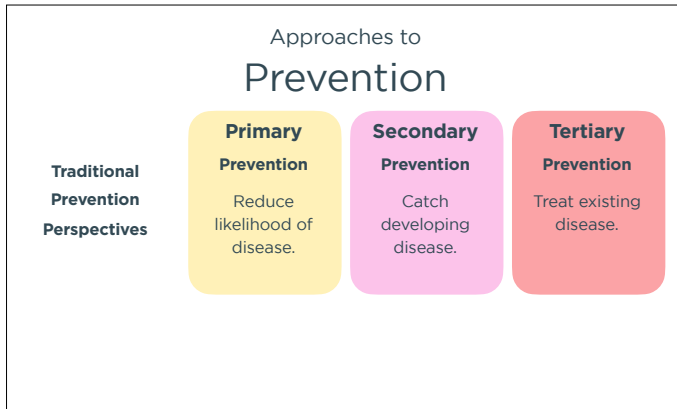 Approaches to
Prevention
Traditional
Prevention
Perspectives
Primary
Prevention
Reduce
likelihood of
disease.
Secondary
Prevention
Catch
developing
disease.
Tertiary
Prevention
Treat existing
disease.